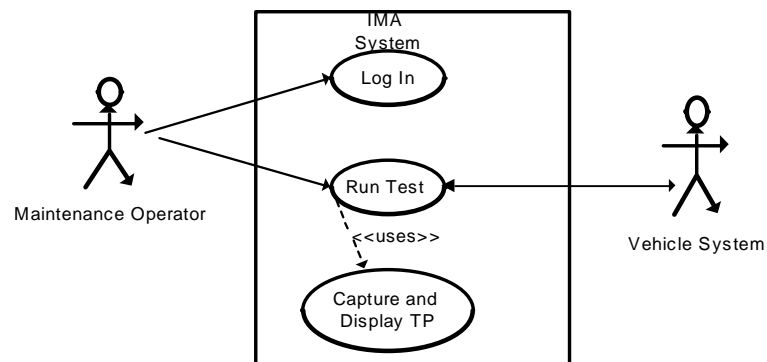 IMA
System
Log In
Run Test
Maintenance Operator
<<uses>>
Vehicle System
Capture and
Display TP